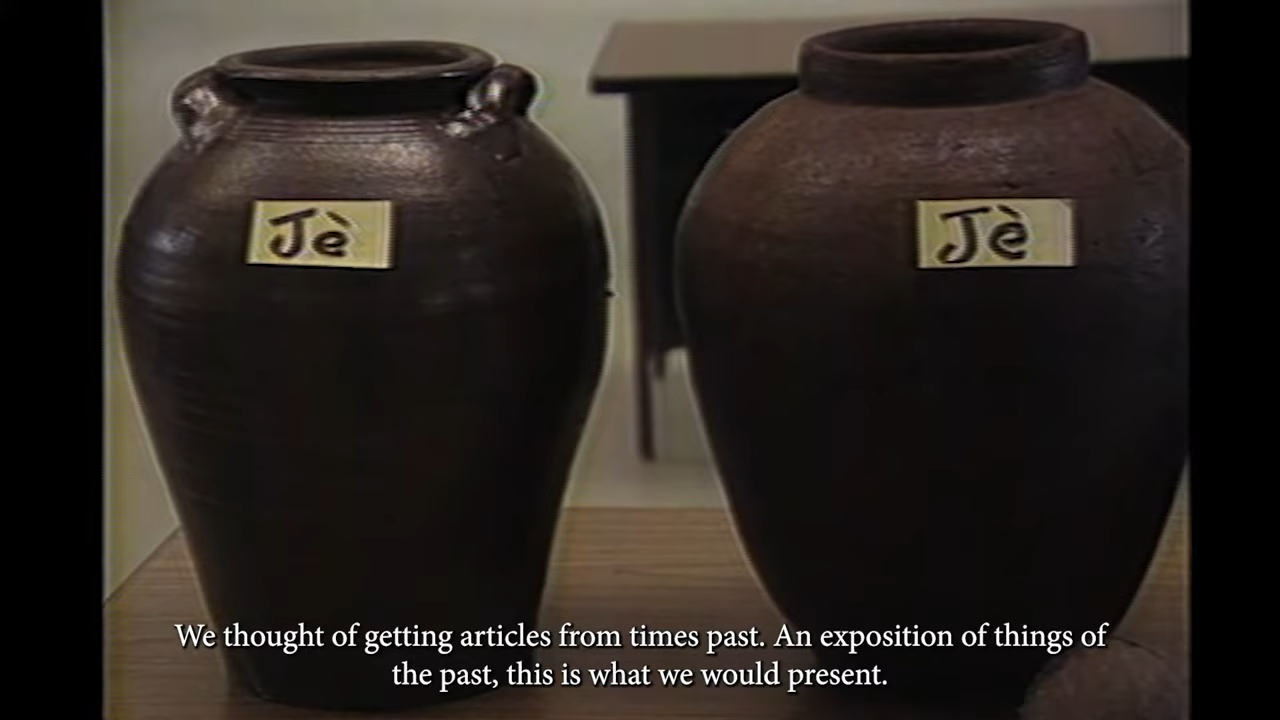 Jè
Jè
We thought of getting articles from times past. An exposition of things of
the past, this is what we would present.